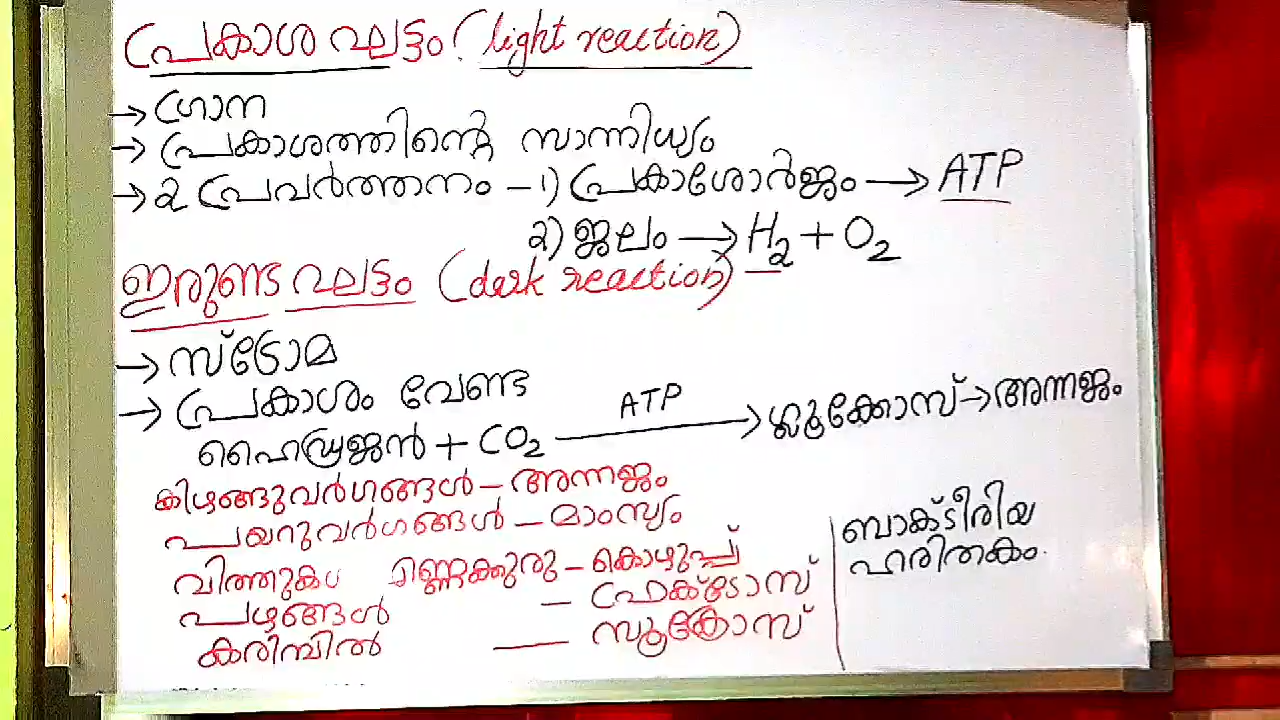 പ്രകാശ ഘട്ടം (light reaction)
→ ഗ്രാന
→ പ്രകാശത്തിന്റെ സാന്നിധ്യം
→ 2 പ്രവർത്തനം – 1) പ്രകാശോർജം → ATP
2) ജലം → H₂ + O₂
ഇരുണ്ട ഘട്ടം (dark reaction)
→ സ്ട്രോമ
→ പ്രകാശം വേണ്ട
ഹൈഡ്രജൻ + CO₂ ATP → ഗ്ലൂക്കോസ് → അന്നജം
കിഴങ്ങുവർഗങ്ങൾ – അന്നജം
പയറുവർഗങ്ങൾ – മാംസ്യം
വിത്തുകൾ എണ്ണക്കുരു – കൊഴുപ്പ്
പഴങ്ങൾ – ഫ്രക്ടോസ്
കരിമ്പിൽ — സൂക്രോസ്
ബാക്ടീരിയ
ഹരിതകം.